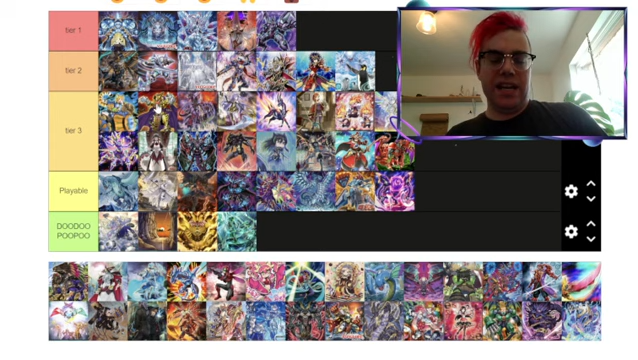 tier 1
tier 2
tier 3
Playable
DOODOO
POOPOO